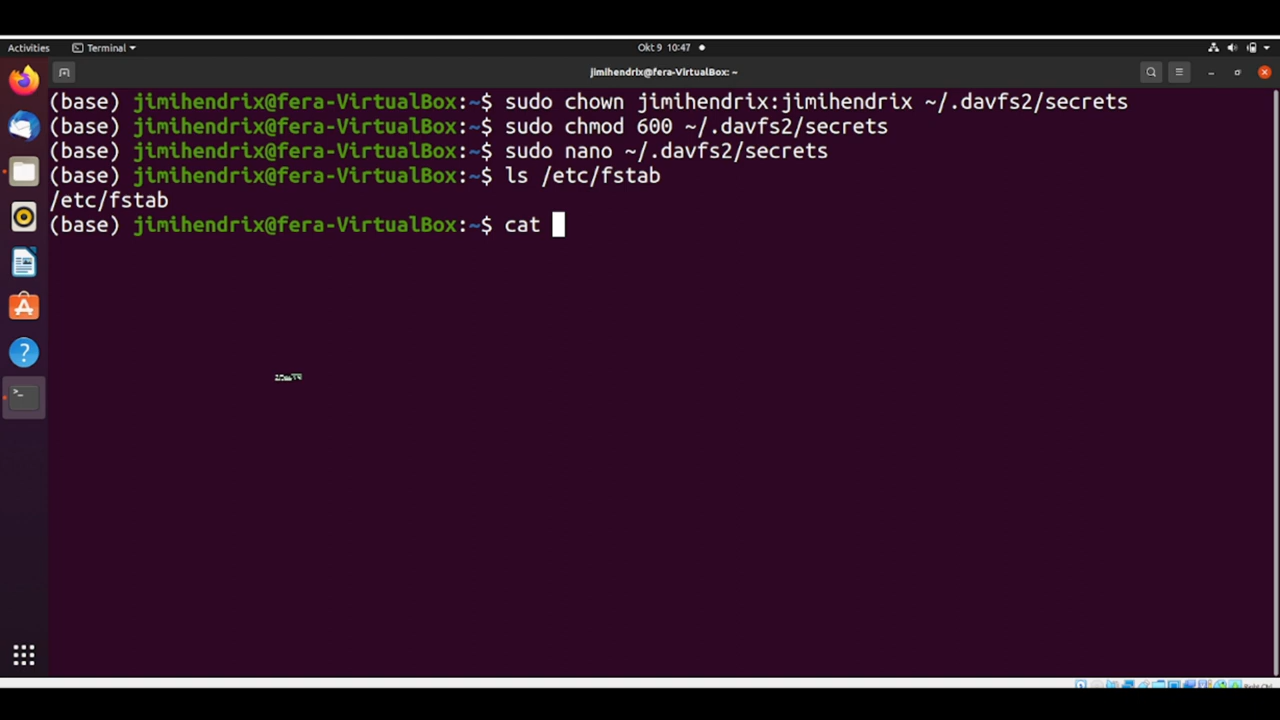 Activities
Terminal
Okt 9 10:47
jimihendrix@fera-VirtualBox: ~
(base) jimihendrix@fera-VirtualBox:~$ sudo chown jimihendrix:jimihendrix ~/.davfs2/secrets
(base) jimihendrix@fera-VirtualBox:~$ sudo chmod 600 ~/.davfs2/secrets
(base) jimihendrix@fera-VirtualBox:~$ sudo nano ~/.davfs2/secrets
(base) jimihendrix@fera-VirtualBox:~$ ls /etc/fstab
/etc/fstab
(base) jimihendrix@fera-VirtualBox:~$ cat